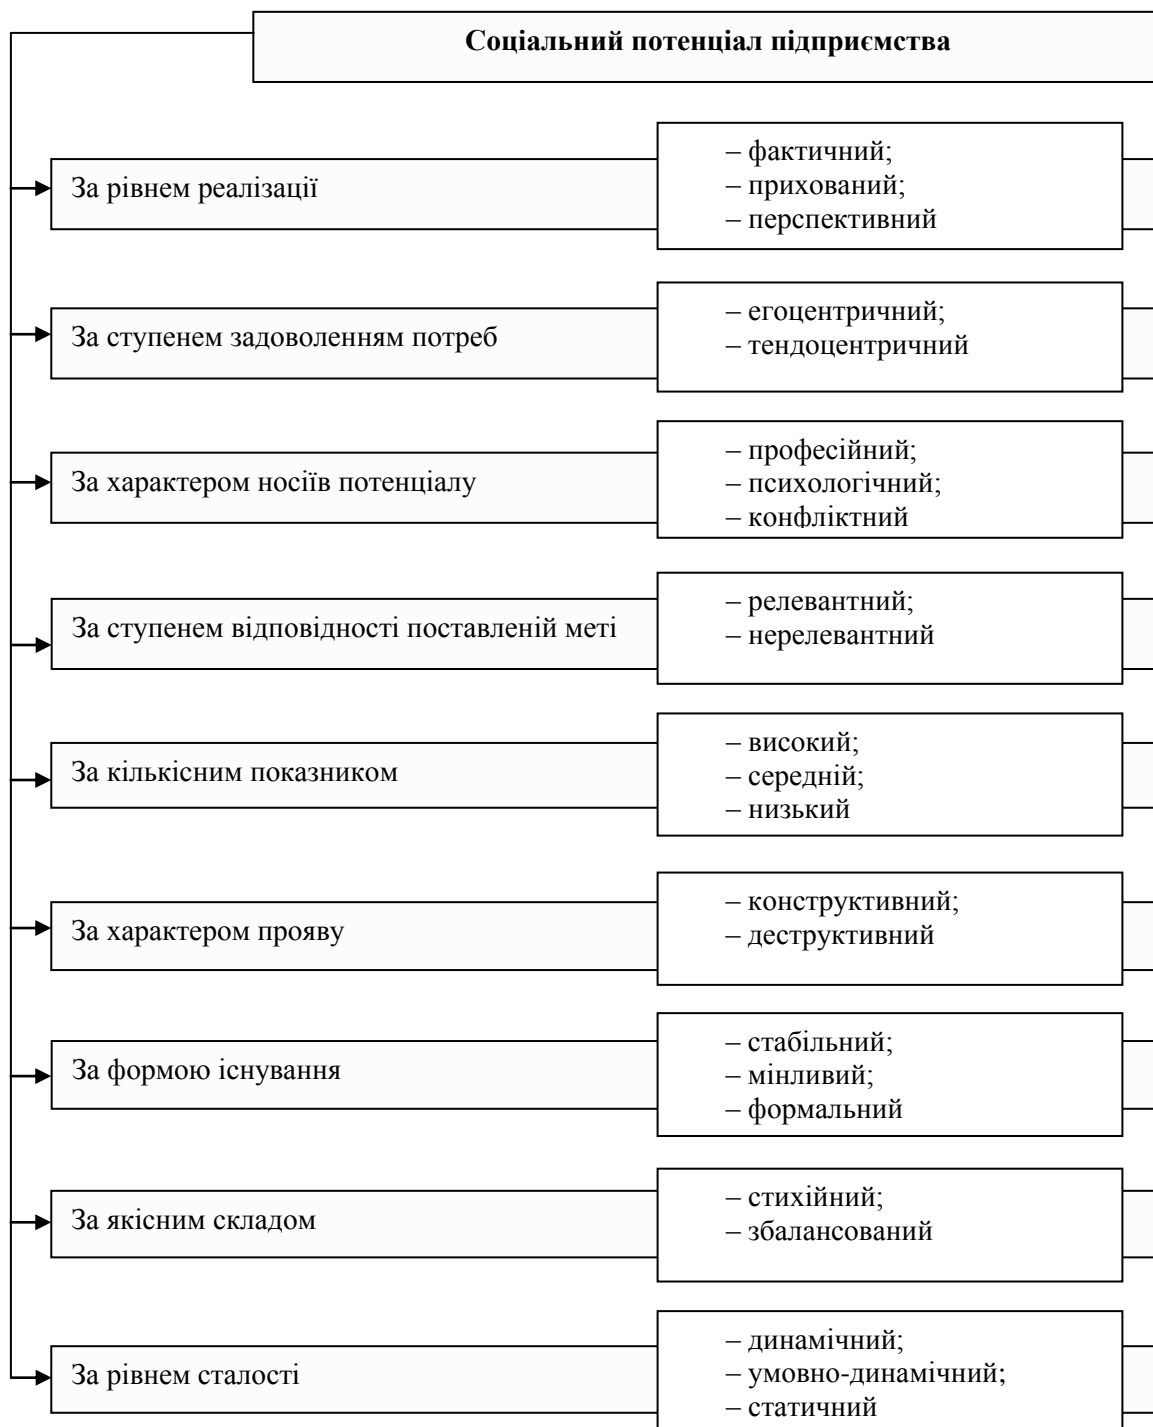 Соціальний потенціал підприємства
За рівнем реалізації
– фактичний;
– прихований;
– перспективний
За ступенем задоволенням потреб
– егоцентричний;
– тендоцентричний
За характером носіїв потенціалу
– професійний;
– психологічний;
– конфліктний
За ступенем відповідності поставленій меті
– релевантний;
– нерелевантний
За кількісним показником
– високий;
– середній;
– низький
За характером прояву
– конструктивний;
– деструктивний
За формою існування
– стабільний;
– мінливий;
– формальний
За якісним складом
– стихійний;
– збалансований
За рівнем сталості
– динамічний;
– умовно-динамічний;
– статичний